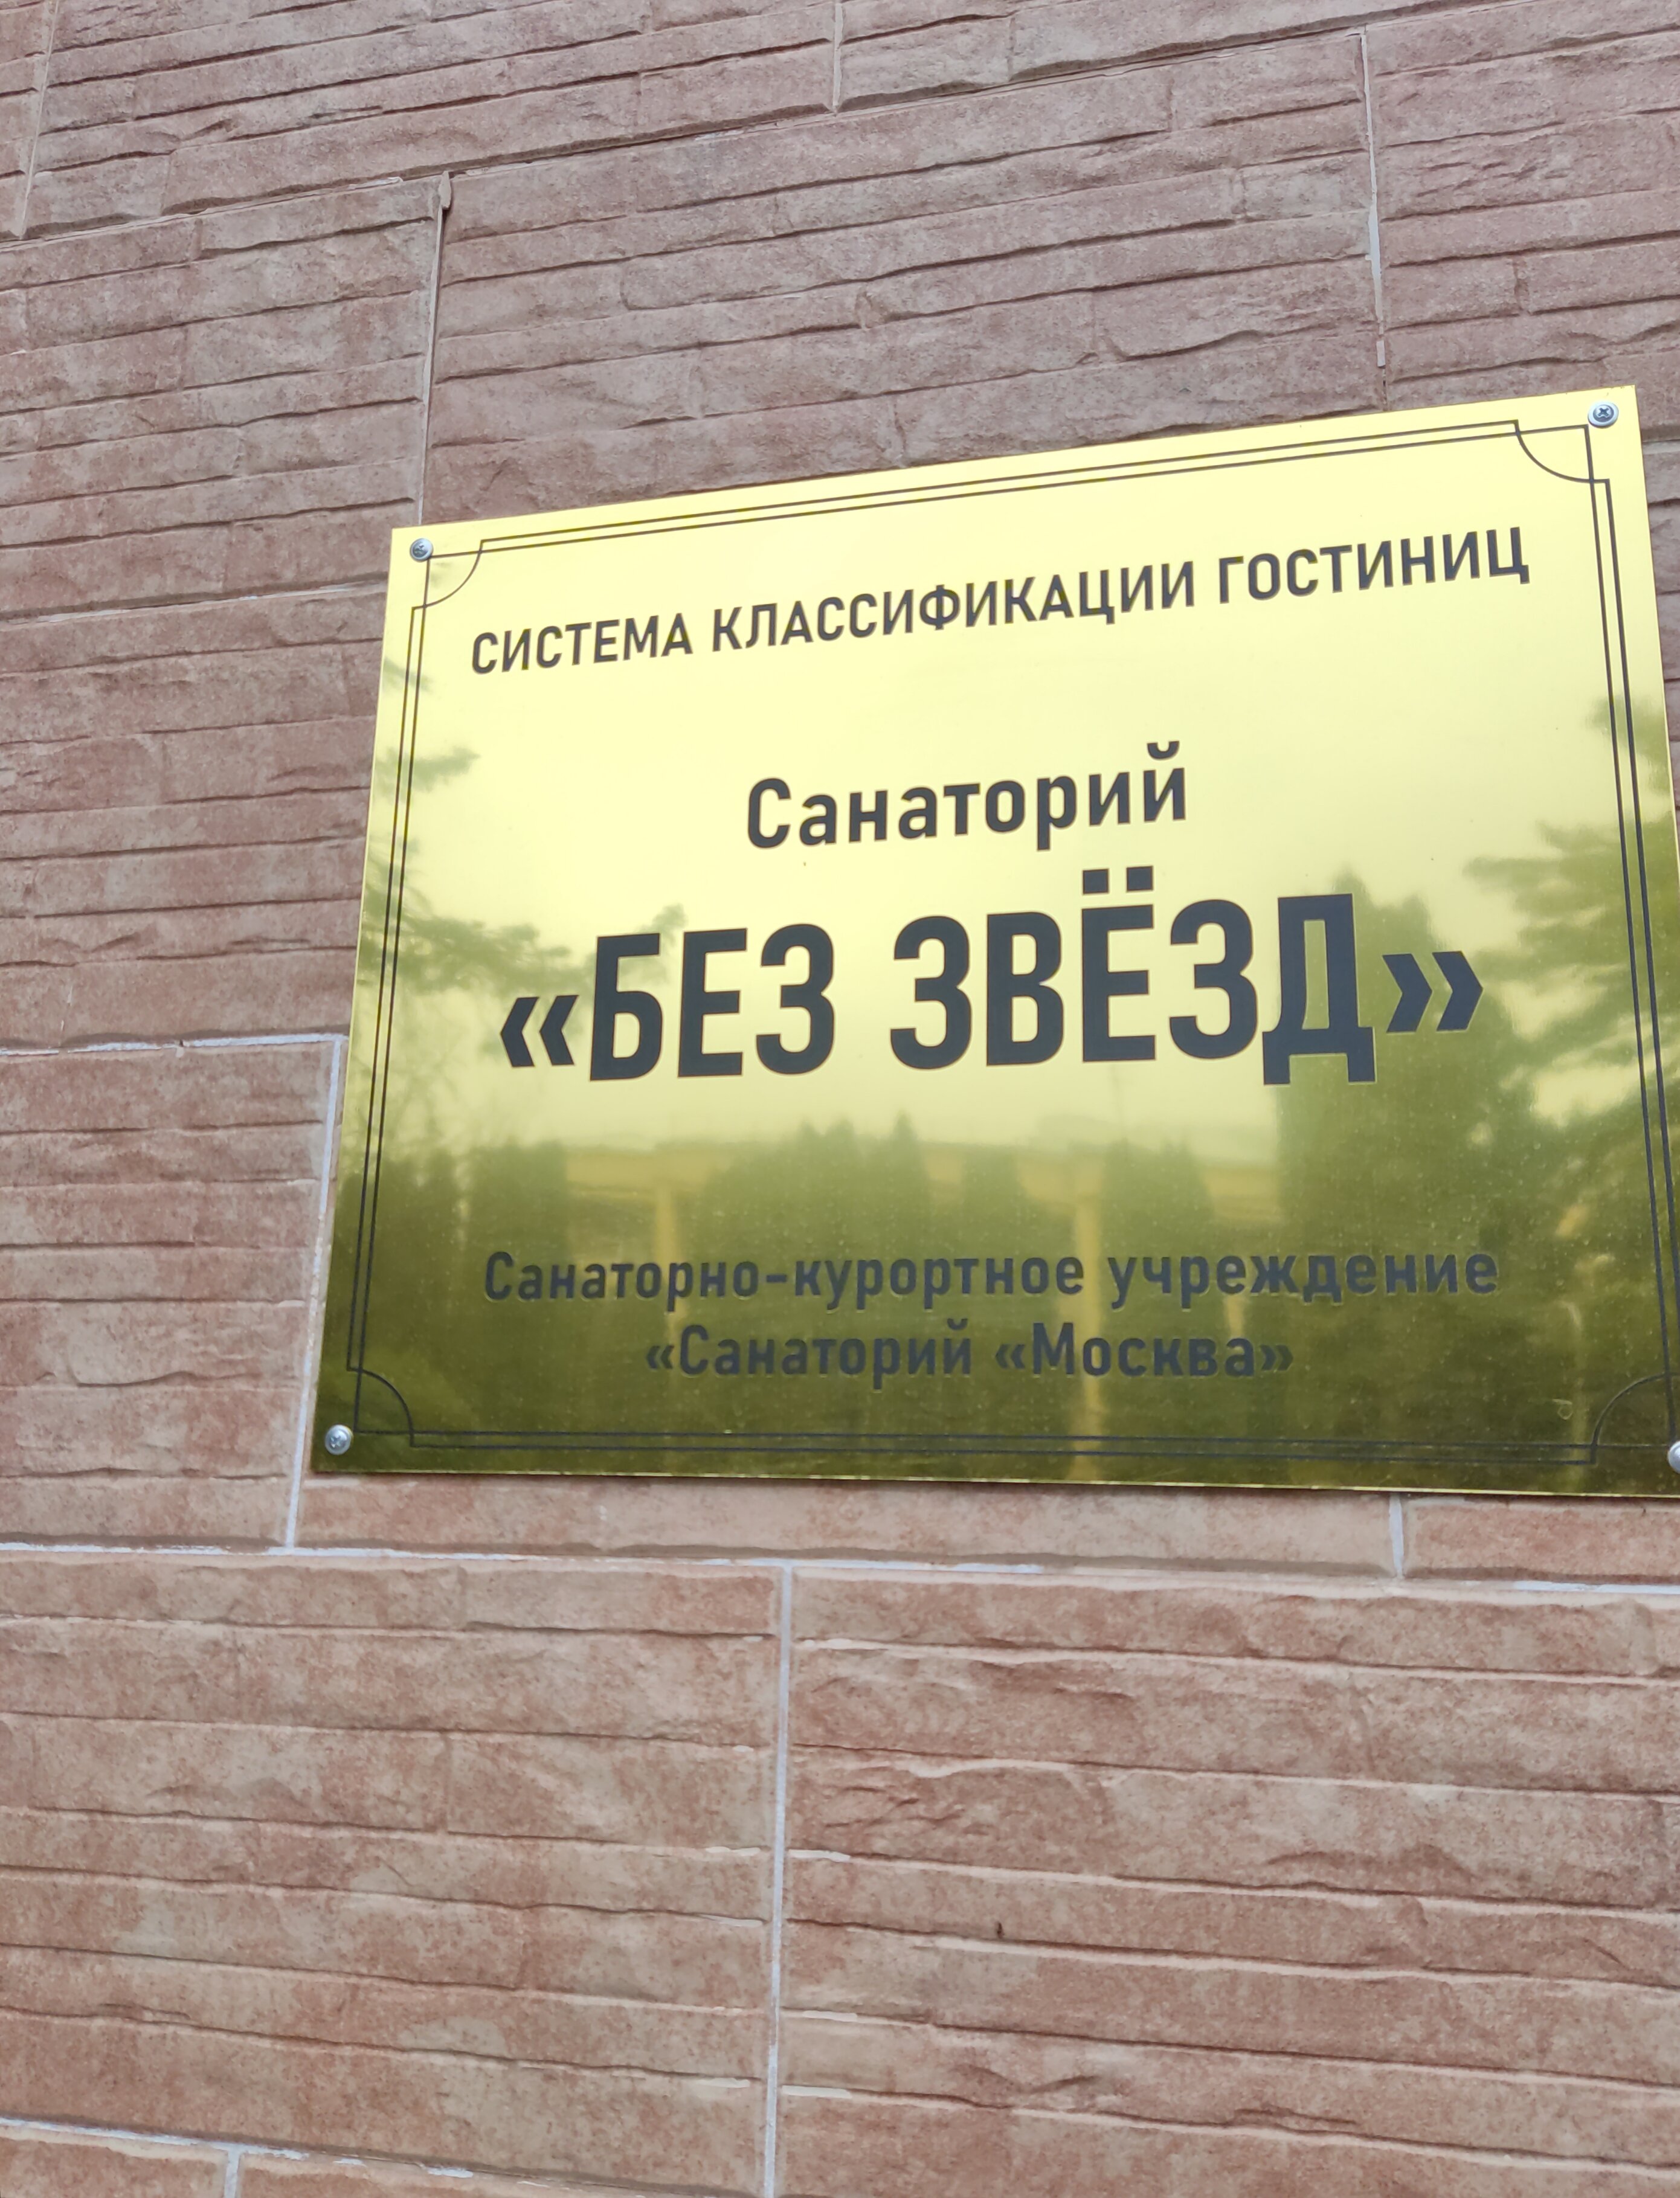 СИСТЕМА КЛАССИФИКАЦИИ ГОСТИНИЦ
Санаторий
«БЕЗ ЗВЁЗД»
Санаторно-курортное учреждение
«Санаторий «Москва»